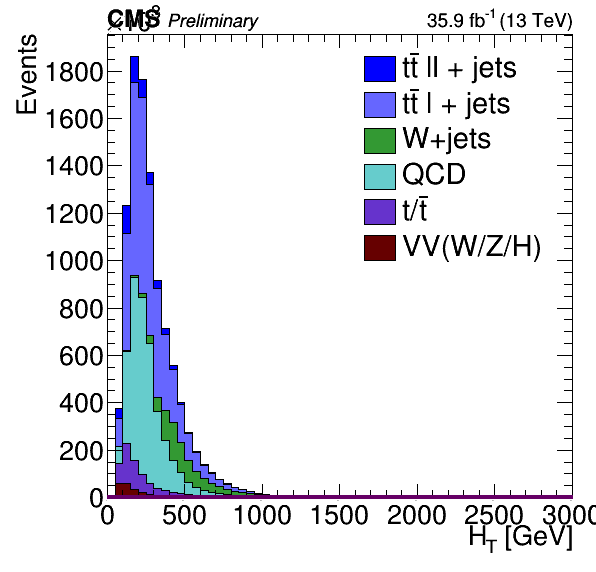 CMS Preliminary 35.9 fb⁻¹ (13 TeV)
Events
tt̄ ll + jets
tt̄ l + jets
W+jets
QCD
t/t̄
VV(W/Z/H)
1800
1600
1400
1200
1000
800
600
400
200
0
0 500 1000 1500 2000 2500 3000
H_T [GeV]